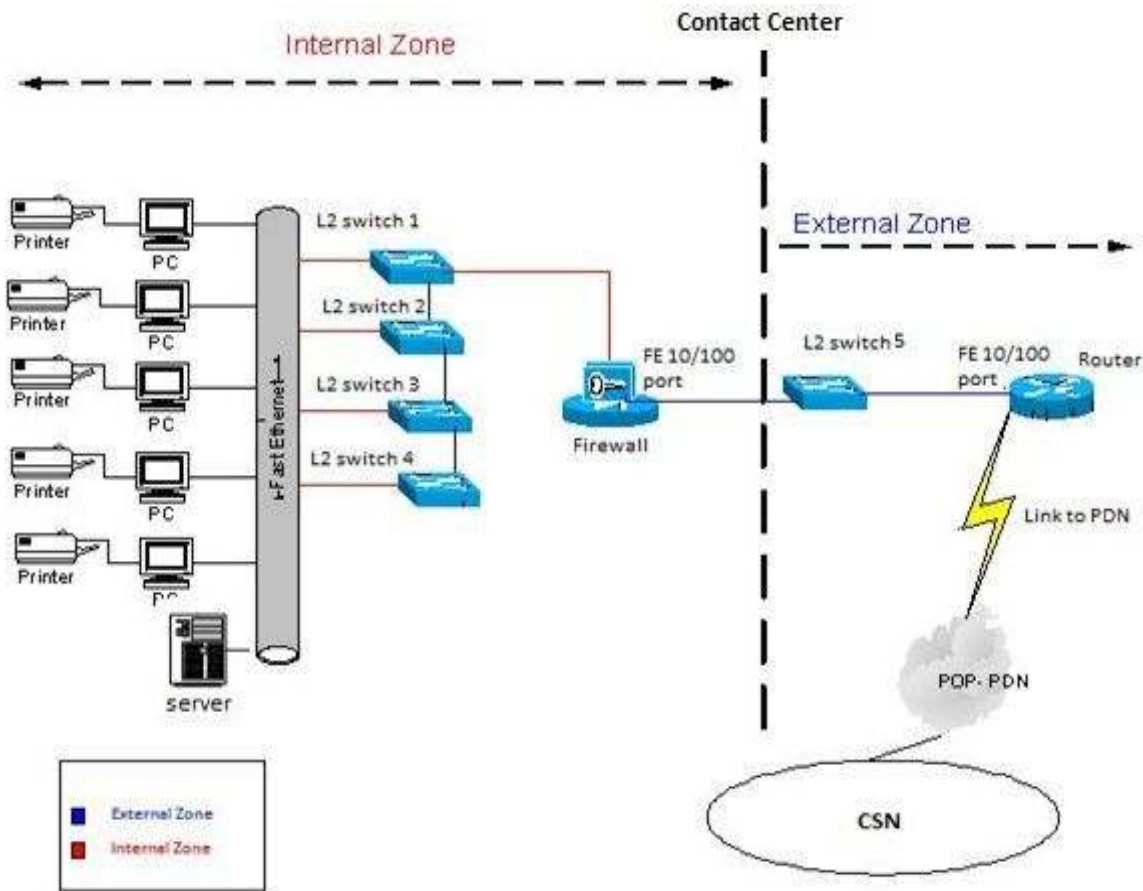 Contact Center
Internal Zone
External Zone
Printer
PC
Printer
PC
Printer
PC
Printer
PC
Printer
PC
server
Fast Ethernet
L2 switch 1
L2 switch 2
L2 switch 3
L2 switch 4
FE 10/100
port
Firewall
L2 switch 5
FE 10/100
port
Router
Link to PDN
POP- PDN
CSN
External Zone
Internal Zone